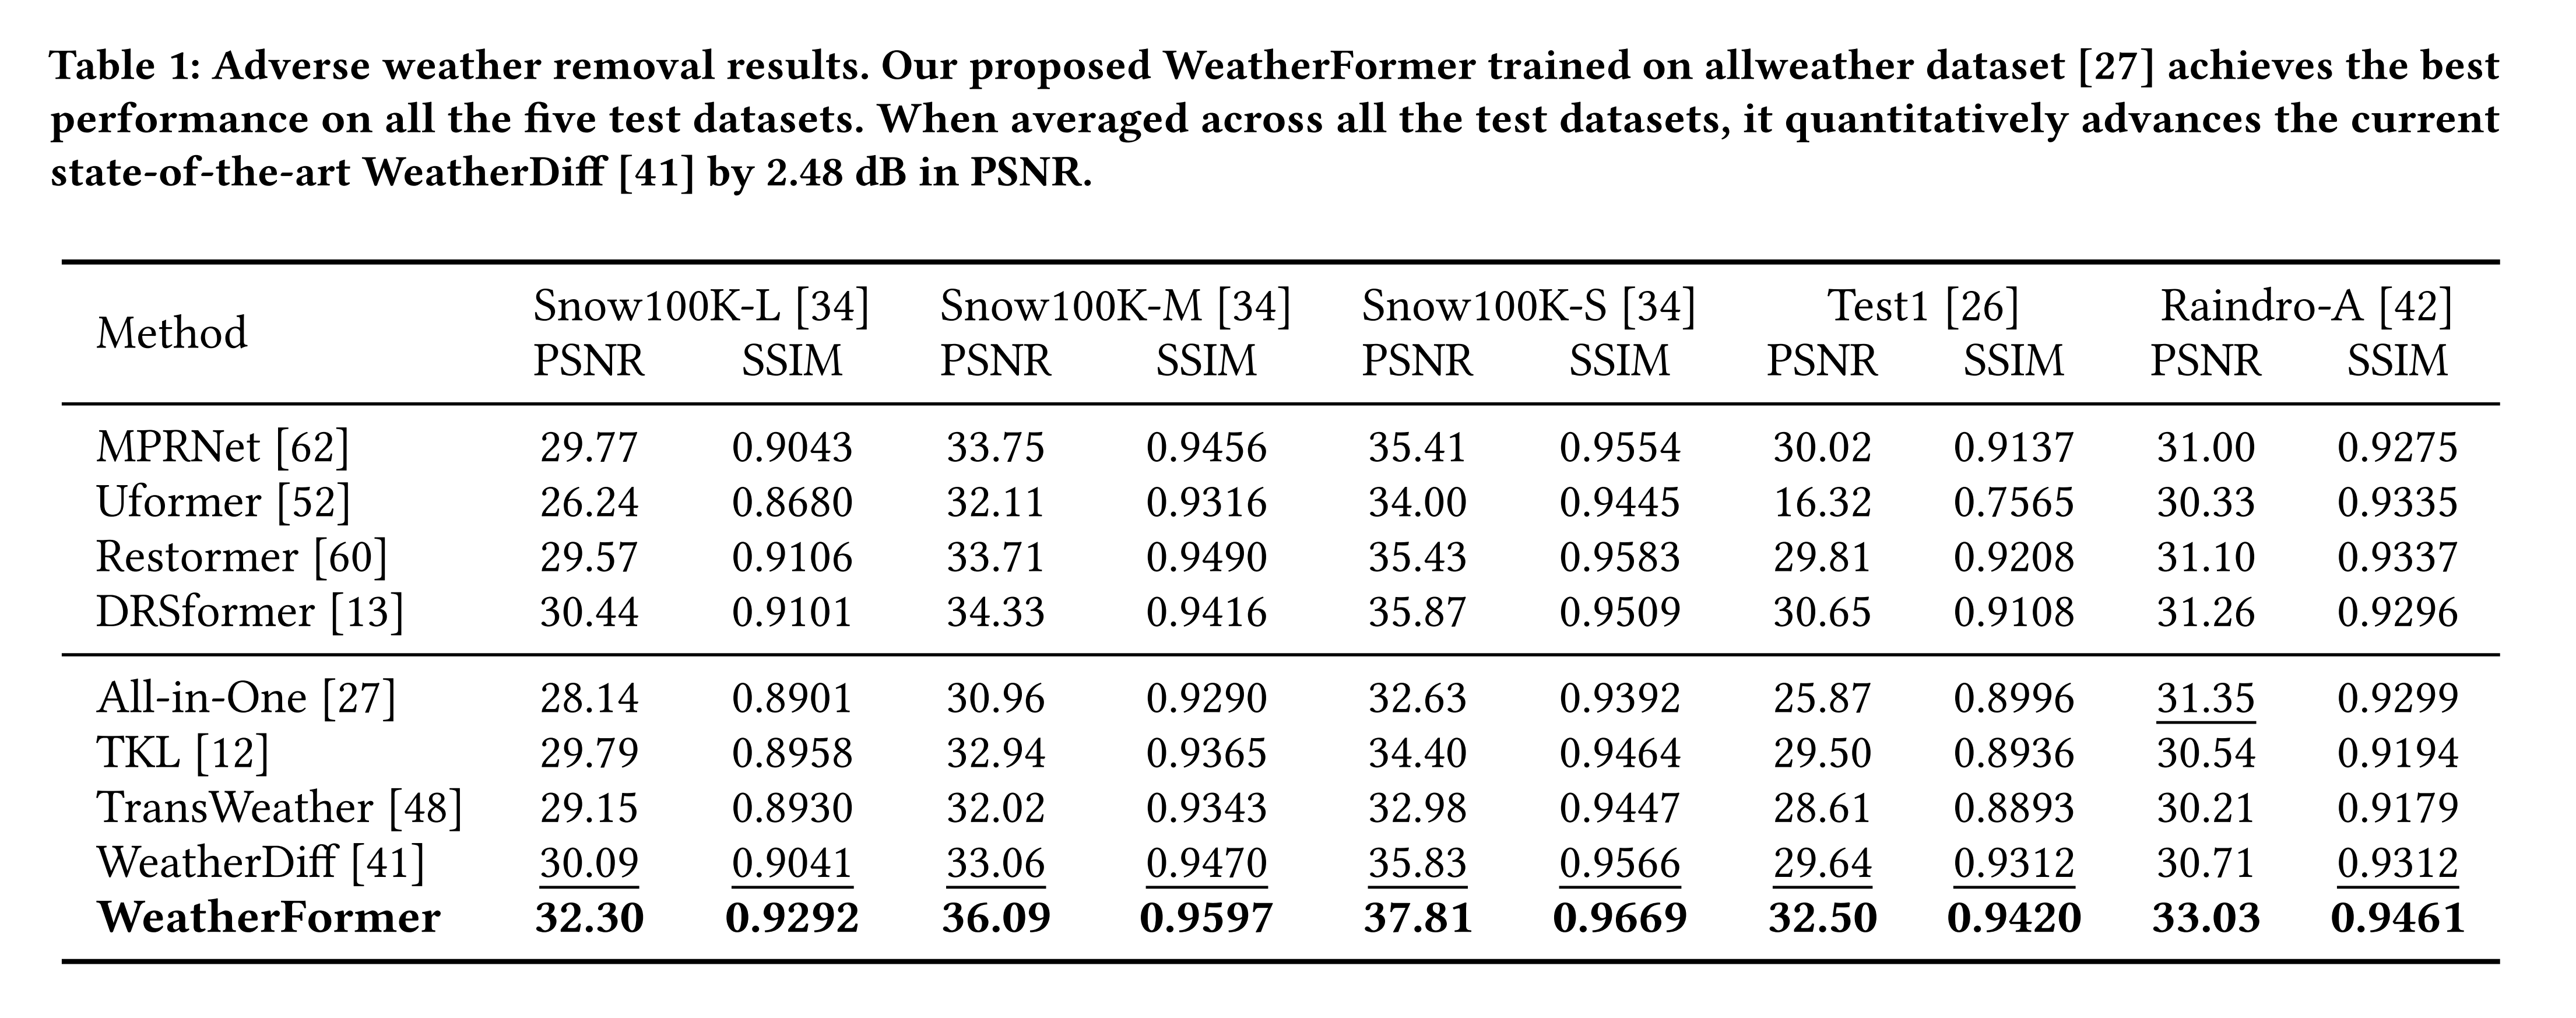 Table 1: Adverse weather removal results. Our proposed WeatherFormer trained on allweather dataset [27] achieves the best
performance on all the five test datasets. When averaged across all the test datasets, it quantitatively advances the current
state-of-the-art WeatherDiff [41] by 2.48 dB in PSNR.
Method Snow100K-L [34] Snow100K-M [34] Snow100K-S [34] Test1 [26] Raindro-A [42]
PSNR SSIM PSNR SSIM PSNR SSIM PSNR SSIM PSNR SSIM
MPRNet [62] 29.77 0.9043 33.75 0.9456 35.41 0.9554 30.02 0.9137 31.00 0.9275
Uformer [52] 26.24 0.8680 32.11 0.9316 34.00 0.9445 16.32 0.7565 30.33 0.9335
Restormer [60] 29.57 0.9106 33.71 0.9490 35.43 0.9583 29.81 0.9208 31.10 0.9337
DRSformer [13] 30.44 0.9101 34.33 0.9416 35.87 0.9509 30.65 0.9108 31.26 0.9296
All-in-One [27] 28.14 0.8901 30.96 0.9290 32.63 0.9392 25.87 0.8996 31.35 0.9299
TKL [12] 29.79 0.8958 32.94 0.9365 34.40 0.9464 29.50 0.8936 30.54 0.9194
TransWeather [48] 29.15 0.8930 32.02 0.9343 32.98 0.9447 28.61 0.8893 30.21 0.9179
WeatherDiff [41] 30.09 0.9041 33.06 0.9470 35.83 0.9566 29.64 0.9312 30.71 0.9312
WeatherFormer 32.30 0.9292 36.09 0.9597 37.81 0.9669 32.50 0.9420 33.03 0.9461